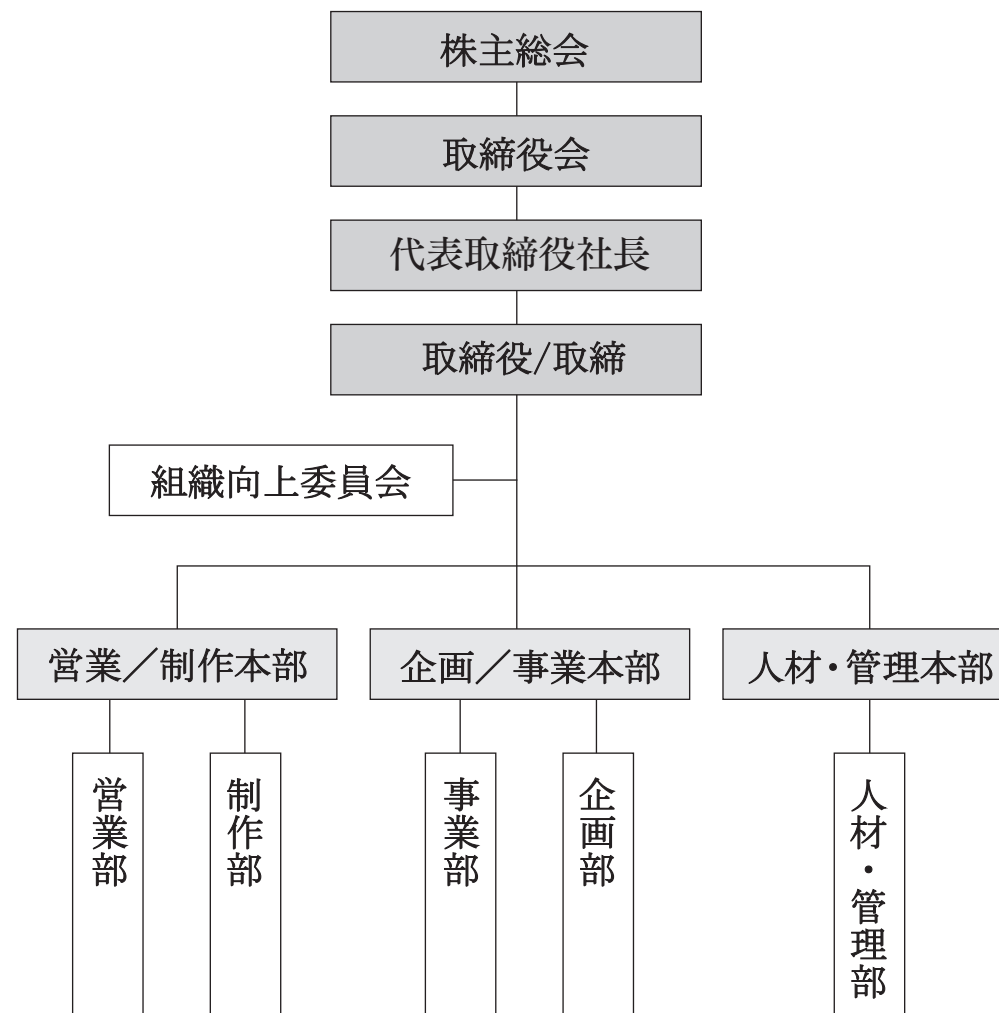 株主総会
取締役会
代表取締役社長
取締役/取締
組織向上委員会
営業／制作本部
企画／事業本部
人材・管理本部
営業部
制作部
事業部
企画部
人材・管理部